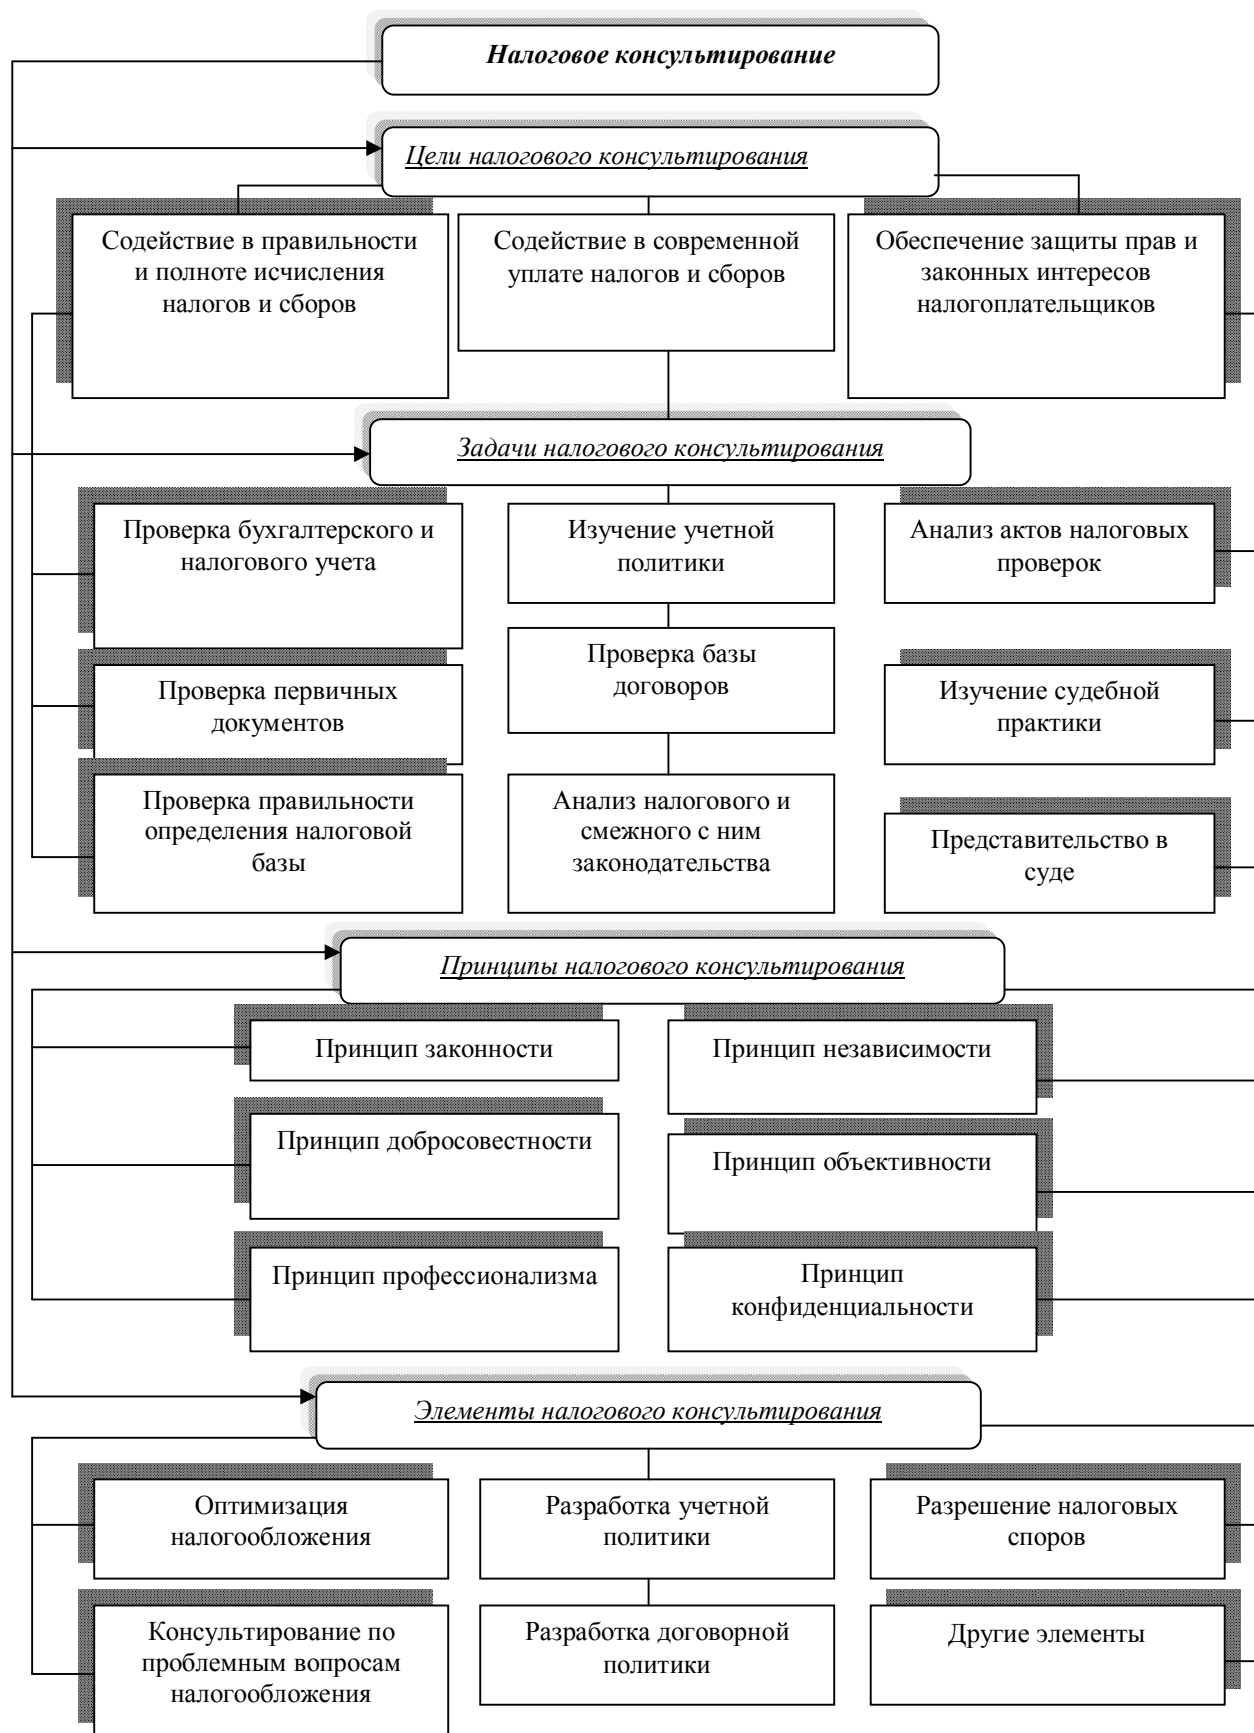 Налоговое консультирование
Цели налогового консультирования
Содействие в правильности
и полноте исчисления
налогов и сборов
Содействие в современной
уплате налогов и сборов
Обеспечение защиты прав и
законных интересов
налогоплательщиков
Задачи налогового консультирования
Проверка бухгалтерского и
налогового учета
Изучение учетной
политики
Анализ актов налоговых
проверок
Проверка базы
договоров
Проверка первичных
документов
Изучение судебной
практики
Проверка правильности
определения налоговой
базы
Анализ налогового и
смежного с ним
законодательства
Представительство в
суде
Принципы налогового консультирования
Принцип законности
Принцип независимости
Принцип добросовестности
Принцип объективности
Принцип профессионализма
Принцип
конфиденциальности
Элементы налогового консультирования
Оптимизация
налогообложения
Разработка учетной
политики
Разрешение налоговых
споров
Консультирование по
проблемным вопросам
налогообложения
Разработка договорной
политики
Другие элементы